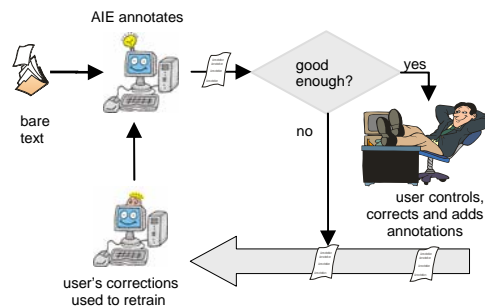 AIE annotates
bare
text
good
enough?
yes
no
user controls,
corrects and adds
annotations
user's corrections
used to retrain